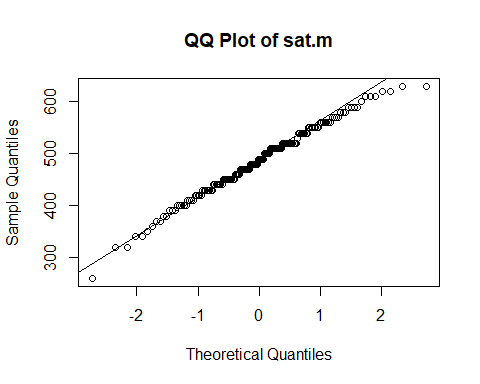 QQ Plot of sat.m
Sample Quantiles
600
500
400
300
-2 -1 0 1 2
Theoretical Quantiles